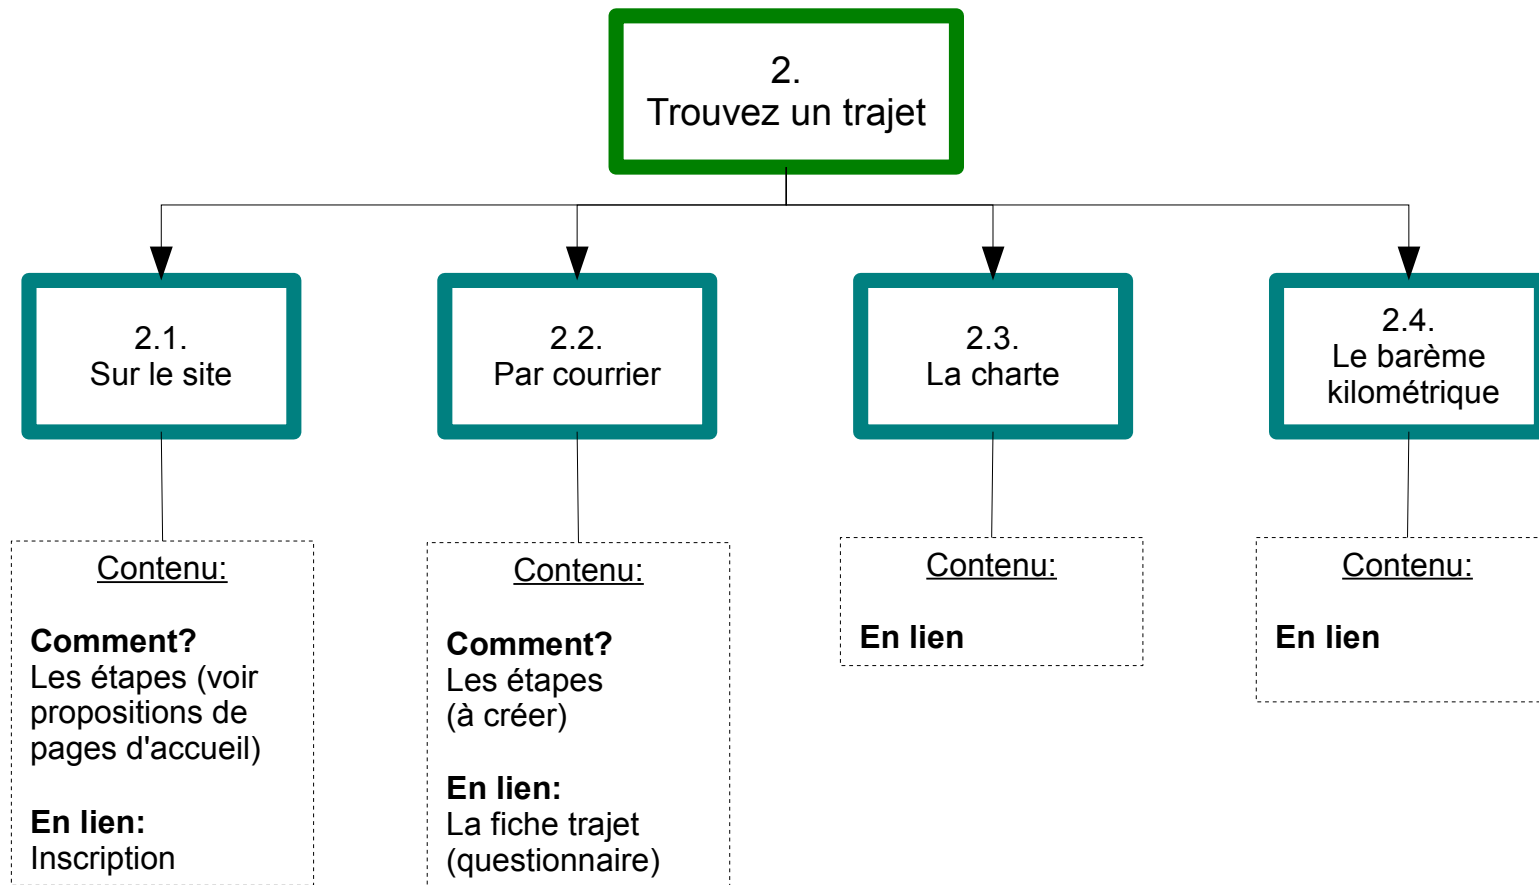 2.
Trouvez un trajet
2.1.
Sur le site
2.2.
Par courrier
2.3.
La charte
2.4.
Le barème
kilométrique
Contenu:
Comment?
Les étapes (voir
propositions de
pages d'accueil)
En lien:
Inscription
Contenu:
Comment?
Les étapes
(à créer)
En lien:
La fiche trajet
(questionnaire)
Contenu:
En lien
Contenu:
En lien